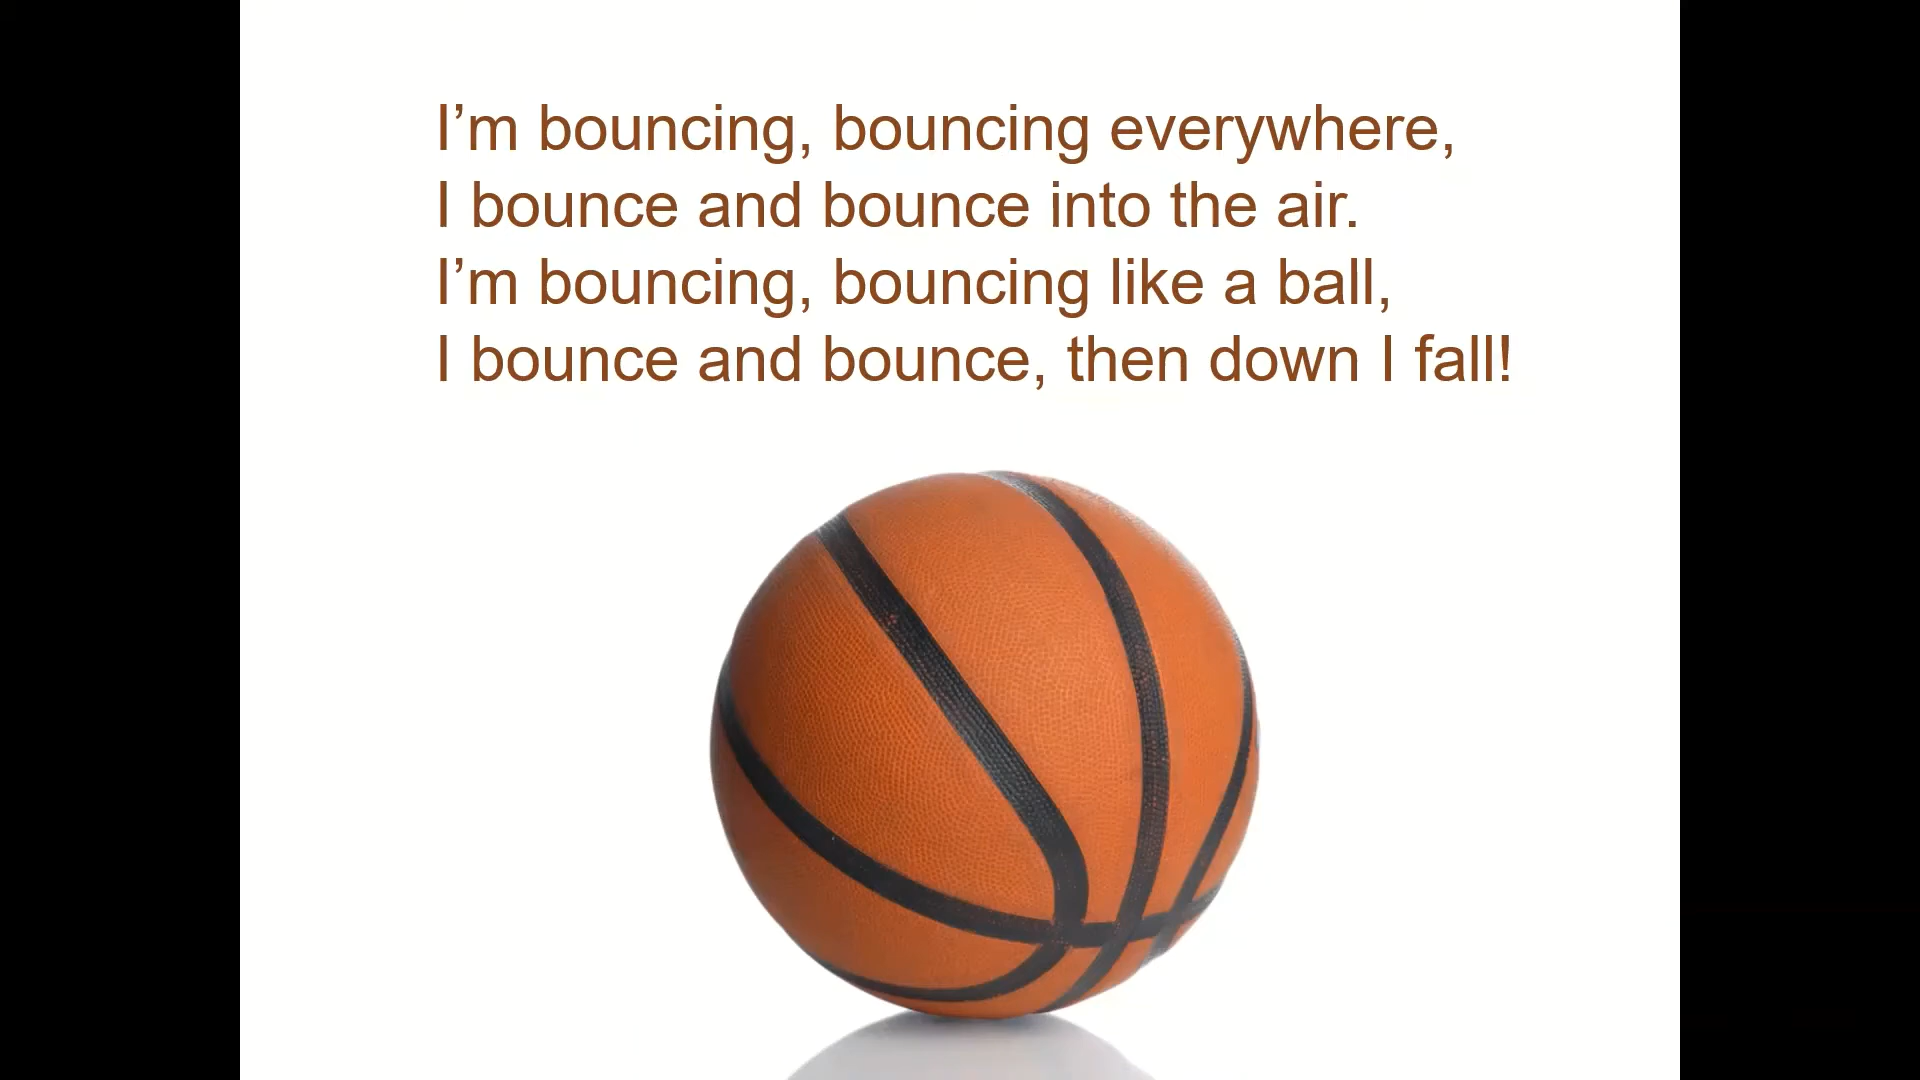 I’m bouncing, bouncing everywhere,
I bounce and bounce into the air.
I’m bouncing, bouncing like a ball,
I bounce and bounce, then down I fall!